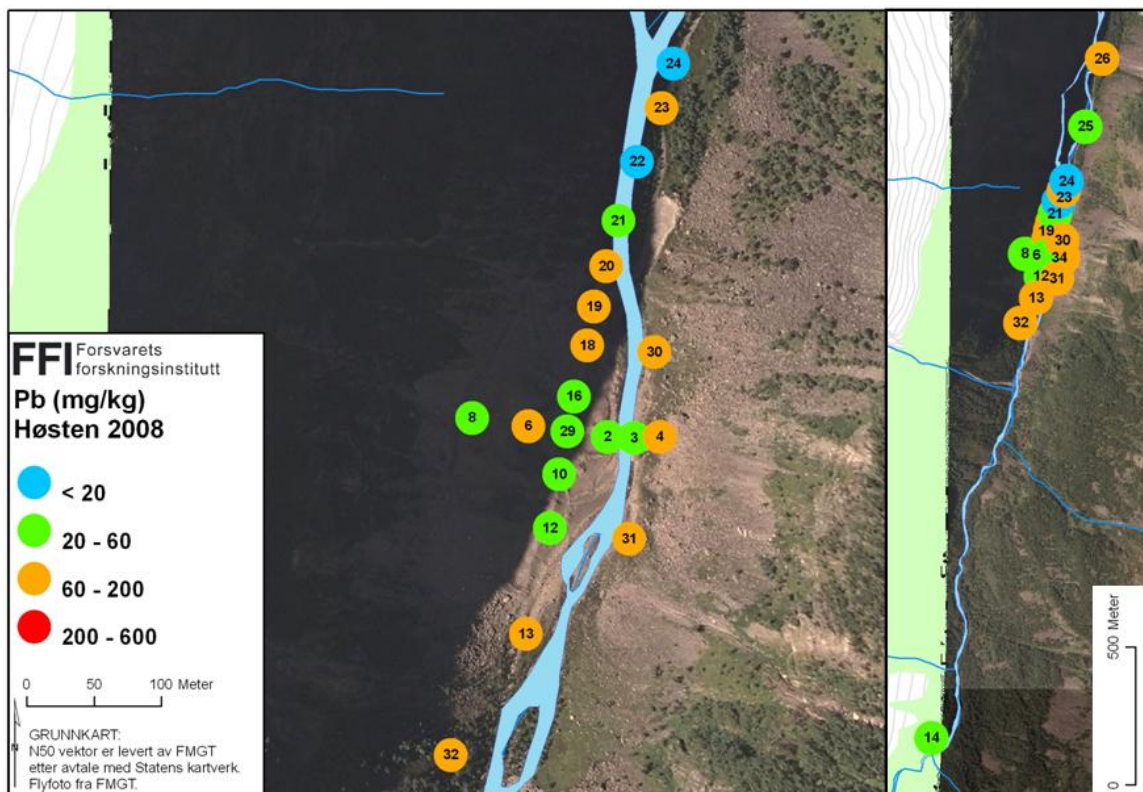 24
23
22
21
20
19
18
30
16
8
6
29
2
3
4
10
12
31
13
32
FFI Forsvarets
forskningsinstitutt
Pb (mg/kg)
Høsten 2008
< 20
20 - 60
60 - 200
200 - 600
0 50 100 Meter
N
GRUNNKART:
N50 vektor er levert av FMGT
etter avtale med Statens kartverk.
Flyfoto fra FMGT.
26
25
24
23
21
19
30
8
6
34
12
31
13
32
14
0 500 Meter